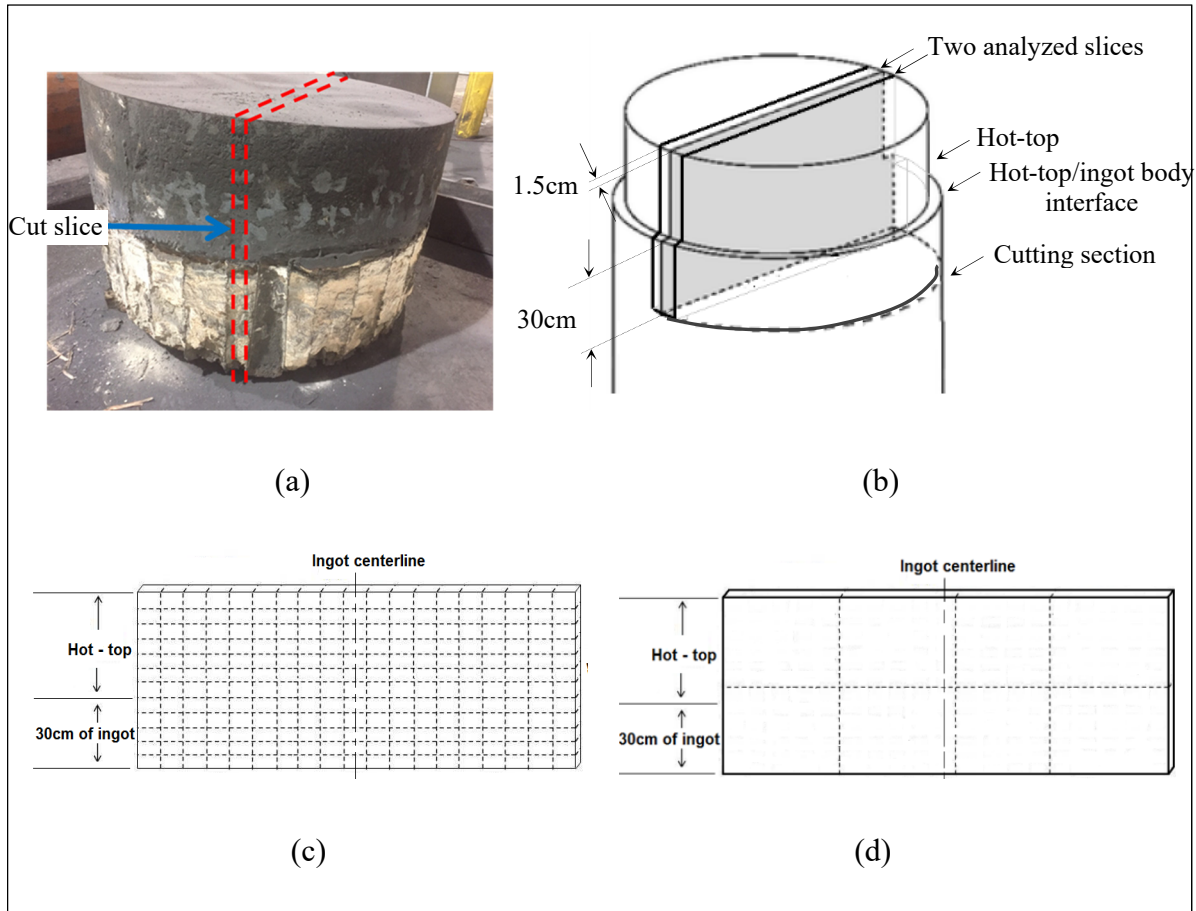 Cut slice
(a)
Two analyzed slices
Hot-top
Hot-top/ingot body
interface
Cutting section
1.5cm
30cm
(b)
Ingot centerline
Hot - top
30cm of ingot
(c)
Ingot centerline
Hot - top
30cm of ingot
(d)